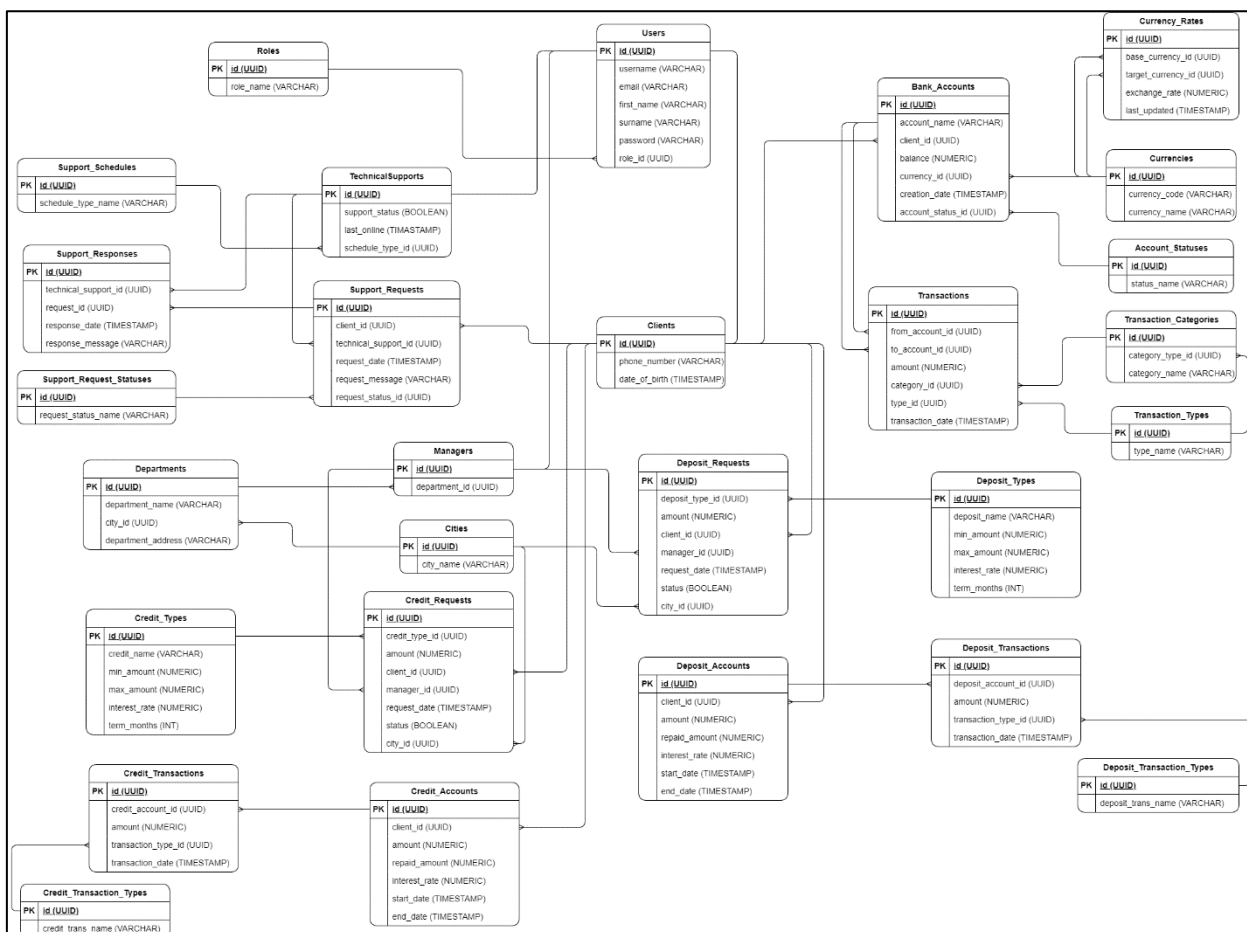 Roles
PK id (UUID)
role_name (VARCHAR)
Users
PK id (UUID)
username (VARCHAR)
email (VARCHAR)
first_name (VARCHAR)
surname (VARCHAR)
password (VARCHAR)
role_id (UUID)
Currency_Rates
PK id (UUID)
base_currency_id (UUID)
target_currency_id (UUID)
exchange_rate (NUMERIC)
last_updated (TIMESTAMP)
Bank_Accounts
PK id (UUID)
account_name (VARCHAR)
client_id (UUID)
balance (NUMERIC)
currency_id (UUID)
creation_date (TIMESTAMP)
account_status_id (UUID)
Currencies
PK id (UUID)
currency_code (VARCHAR)
currency_name (VARCHAR)
Support_Schedules
PK id (UUID)
schedule_type_name (VARCHAR)
TechnicalSupports
PK id (UUID)
support_status (BOOLEAN)
last_online (TIMASTAMP)
schedule_type_id (UUID)
Account_Statuses
PK id (UUID)
status_name (VARCHAR)
Support_Responses
PK id (UUID)
technical_support_id (UUID)
request_id (UUID)
response_date (TIMESTAMP)
response_message (VARCHAR)
Support_Requests
PK id (UUID)
client_id (UUID)
technical_support_id (UUID)
request_date (TIMESTAMP)
request_message (VARCHAR)
request_status_id (UUID)
Clients
PK id (UUID)
phone_number (VARCHAR)
date_of_birth (TIMESTAMP)
Transactions
PK id (UUID)
from_account_id (UUID)
to_account_id (UUID)
amount (NUMERIC)
category_id (UUID)
type_id (UUID)
transaction_date (TIMESTAMP)
Transaction_Categories
PK id (UUID)
category_type_id (UUID)
category_name (VARCHAR)
Support_Request_Statuses
PK id (UUID)
request_status_name (VARCHAR)
Transaction_Types
PK id (UUID)
type_name (VARCHAR)
Departments
PK id (UUID)
department_name (VARCHAR)
city_id (UUID)
department_address (VARCHAR)
Managers
PK id (UUID)
department_id (UUID)
Cities
PK id (UUID)
city_name (VARCHAR)
Deposit_Requests
PK id (UUID)
deposit_type_id (UUID)
amount (NUMERIC)
client_id (UUID)
manager_id (UUID)
request_date (TIMESTAMP)
status (BOOLEAN)
city_id (UUID)
Deposit_Types
PK id (UUID)
deposit_name (VARCHAR)
min_amount (NUMERIC)
max_amount (NUMERIC)
interest_rate (NUMERIC)
term_months (INT)
Credit_Types
PK id (UUID)
credit_name (VARCHAR)
min_amount (NUMERIC)
max_amount (NUMERIC)
interest_rate (NUMERIC)
term_months (INT)
Credit_Requests
PK id (UUID)
credit_type_id (UUID)
amount (NUMERIC)
client_id (UUID)
manager_id (UUID)
request_date (TIMESTAMP)
status (BOOLEAN)
city_id (UUID)
Deposit_Accounts
PK id (UUID)
client_id (UUID)
amount (NUMERIC)
repaid_amount (NUMERIC)
interest_rate (NUMERIC)
start_date (TIMESTAMP)
end_date (TIMESTAMP)
Deposit_Transactions
PK id (UUID)
deposit_account_id (UUID)
amount (NUMERIC)
transaction_type_id (UUID)
transaction_date (TIMESTAMP)
Deposit_Transaction_Types
PK id (UUID)
deposit_trans_name (VARCHAR)
Credit_Transactions
PK id (UUID)
credit_account_id (UUID)
amount (NUMERIC)
transaction_type_id (UUID)
transaction_date (TIMESTAMP)
Credit_Accounts
PK id (UUID)
client_id (UUID)
amount (NUMERIC)
repaid_amount (NUMERIC)
interest_rate (NUMERIC)
start_date (TIMESTAMP)
end_date (TIMESTAMP)
Credit_Transaction_Types
PK id (UUID)
credit_trans_name (VARCHAR)